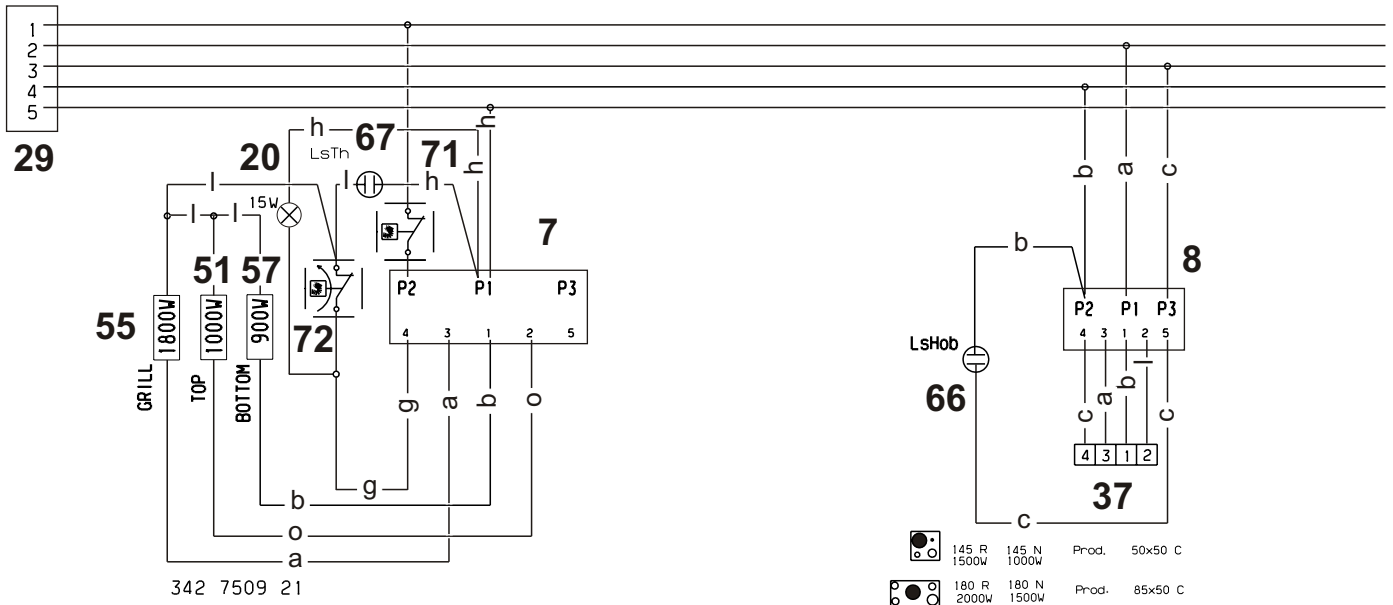 1
2
3
4
5
29
h
67
20
LsTh
71
h
h
l
l
h
15W
l
l
b
a
c
7
b
8
51
57
P2
P1
P3
4
3
1
2
5
P2
P1
P3
4
3
1
2
5
55
1800W
1000W
900W
72
LsHob
66
GRILL
TOP
BOTTOM
g
a
b
o
c
a
b
l
c
4
3
1
2
37
g
b
o
a
c
342 7509 21
145 R 145 N Prod. 50x50 C
1500W 1000W
180 R 180 N Prod. 85x50 C
2000W 1500W